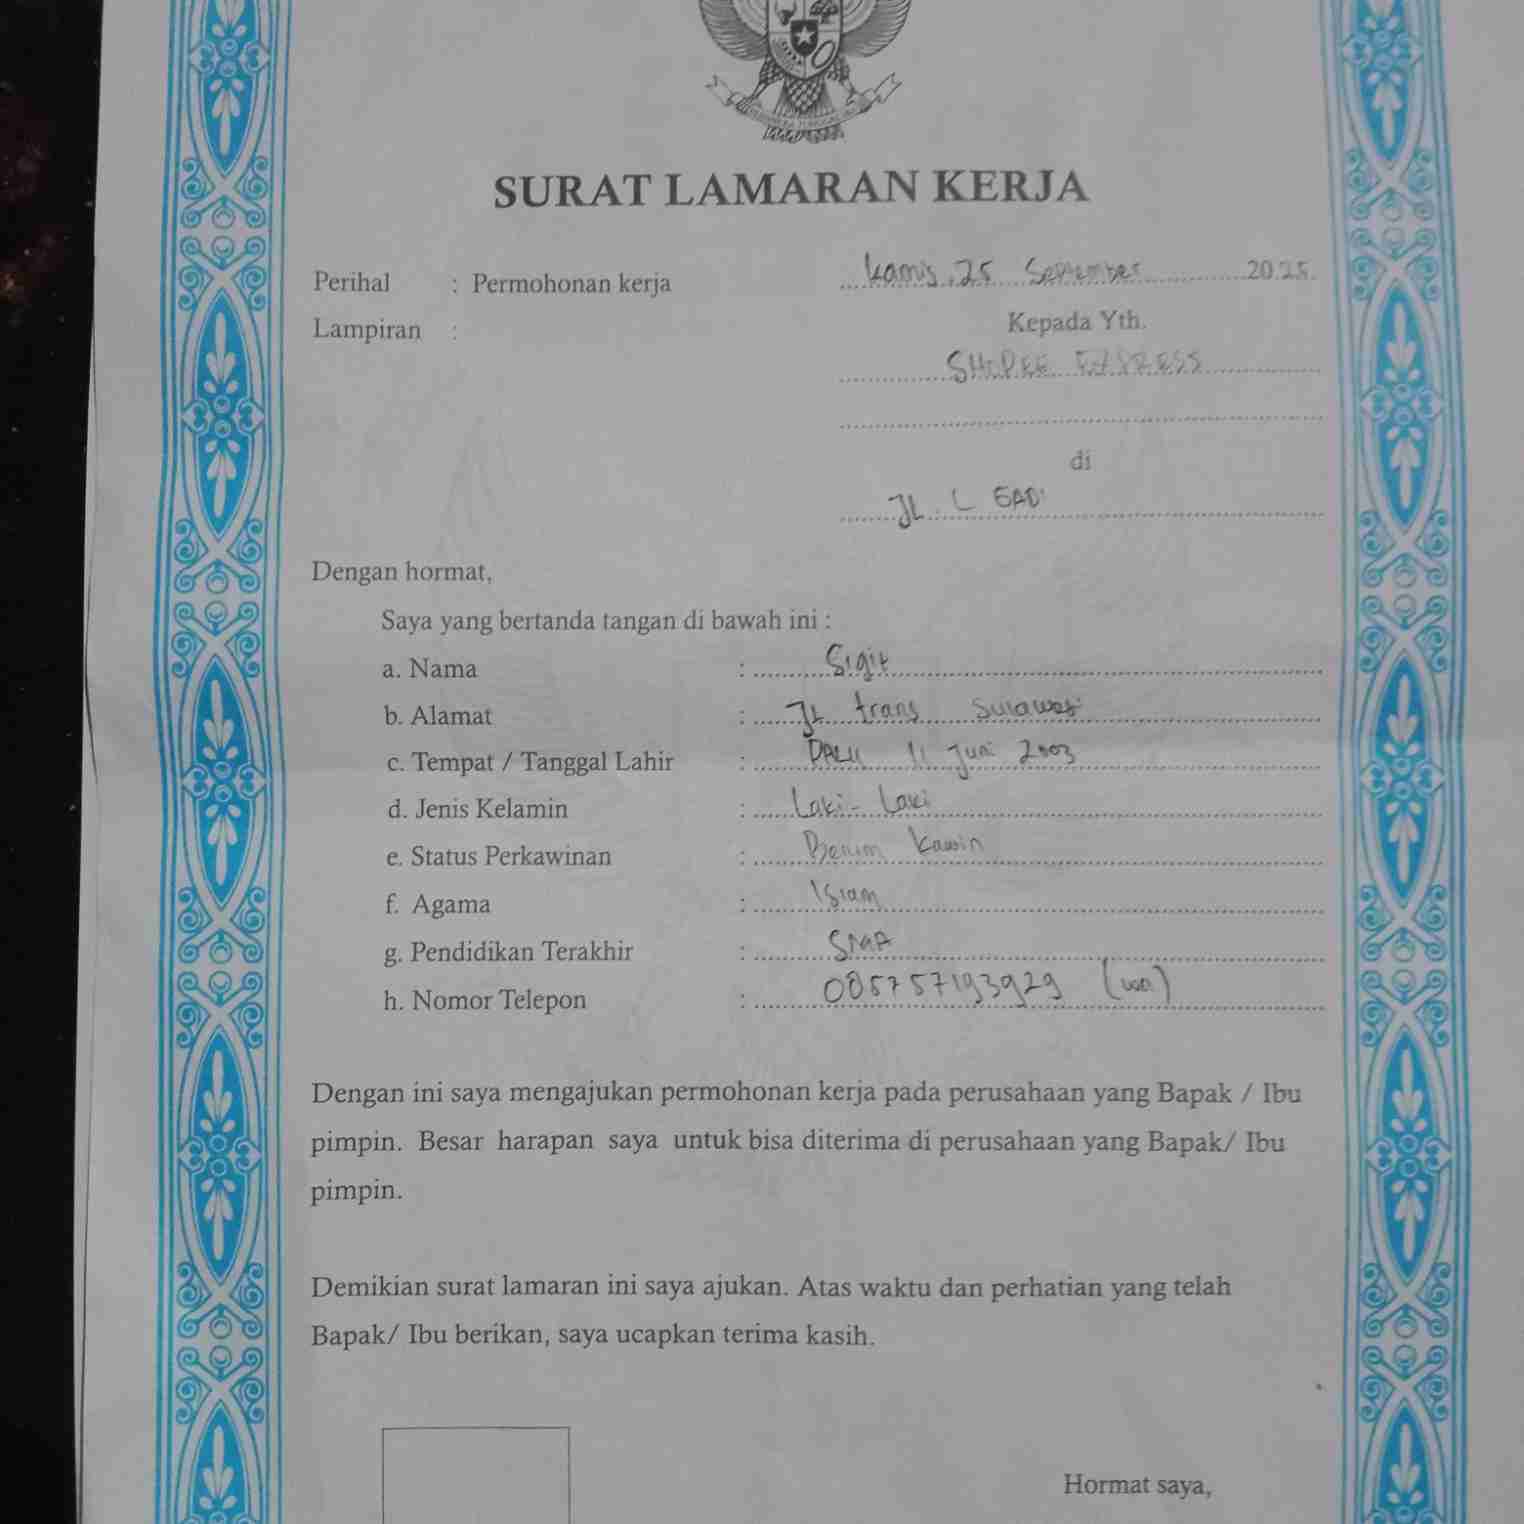 SURAT LAMARAN KERJA
Perihal : Permohonan kerja
Kamis, 25 September 2025
Lampiran :
Kepada Yth.
SHOPEE EXPRESS
di
JL. L GADI
Dengan hormat,
Saya yang bertanda tangan di bawah ini :
a. Nama : Sigit
b. Alamat : JL trans Sulawesi
c. Tempat / Tanggal Lahir : PALU 11 Juni 2003
d. Jenis Kelamin : Laki - Laki
e. Status Perkawinan : Belum Kawin
f. Agama : Islam
g. Pendidikan Terakhir : SMA
h. Nomor Telepon : 085757193929 (wa)
Dengan ini saya mengajukan permohonan kerja pada perusahaan yang Bapak / Ibu
pimpin. Besar harapan saya untuk bisa diterima di perusahaan yang Bapak/ Ibu
pimpin.
Demikian surat lamaran ini saya ajukan. Atas waktu dan perhatian yang telah
Bapak/ Ibu berikan, saya ucapkan terima kasih.
Hormat saya,